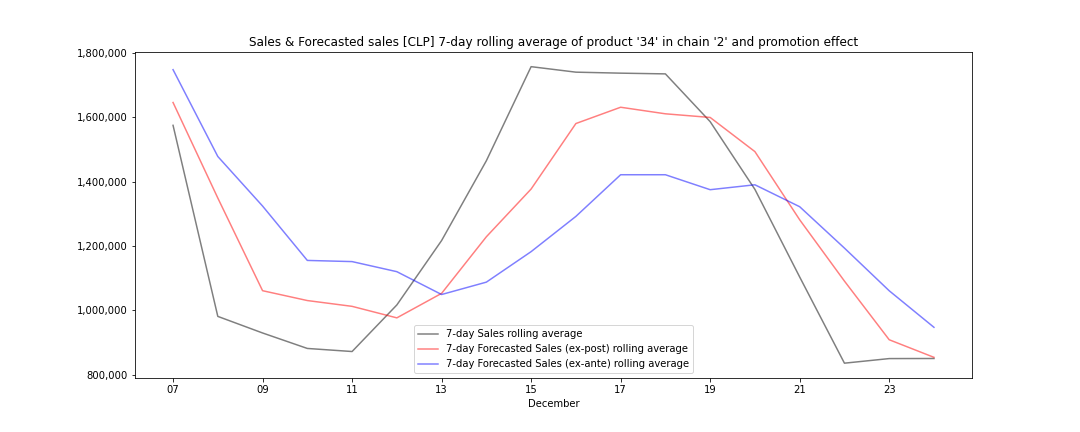 Sales & Forecasted sales [CLP] 7-day rolling average of product '34' in chain '2' and promotion effect
1,800,000
1,600,000
1,400,000
1,200,000
1,000,000
800,000
7-day Sales rolling average
7-day Forecasted Sales (ex-post) rolling average
7-day Forecasted Sales (ex-ante) rolling average
07 09 11 13 15 17 19 21 23
December